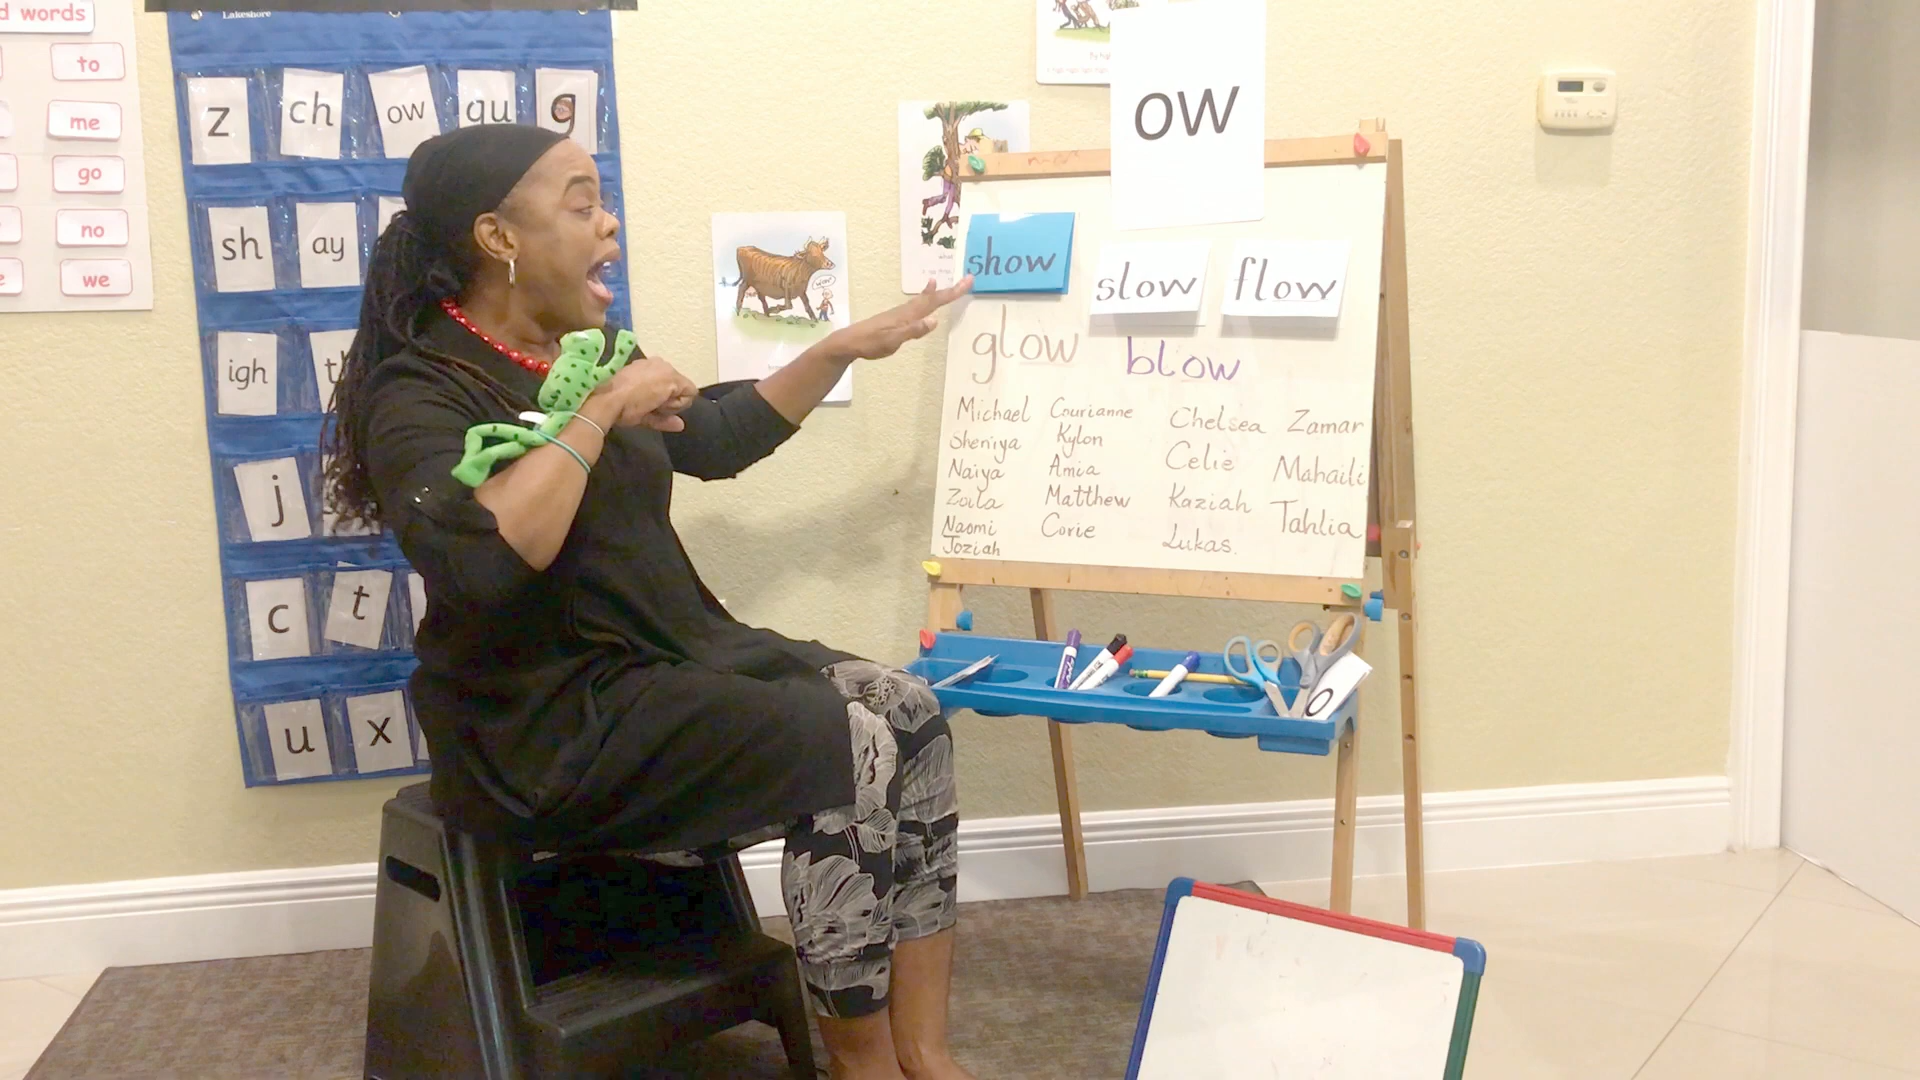 d words
to
me
go
no
we
Lakeshore
z ch ow qu g
sh ay
igh
j
c t
u x
wow!
ow
show
slow flow
glow blow
Michael Courianne Chelsea Zamar
Sheniya Kylon Celie Mahaili
Naiya Amia Kaziah Tahlia
Zoila Matthew Lukas.
Naomi Corie
Joziah